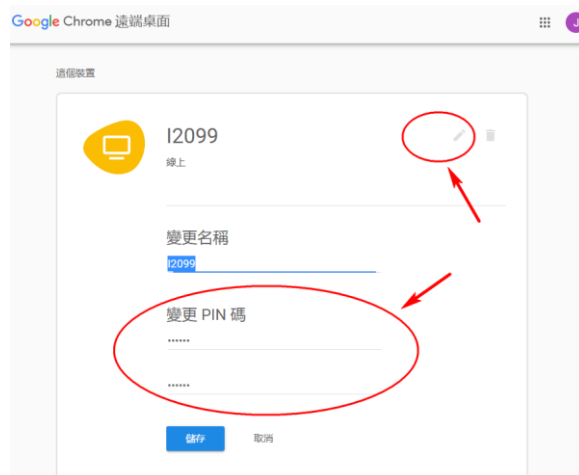 Google Chrome 遠端桌面
J
這個裝置
I2099
線上
變更名稱
I2099
變更 PIN 碼
••••••
••••••
儲存
取消